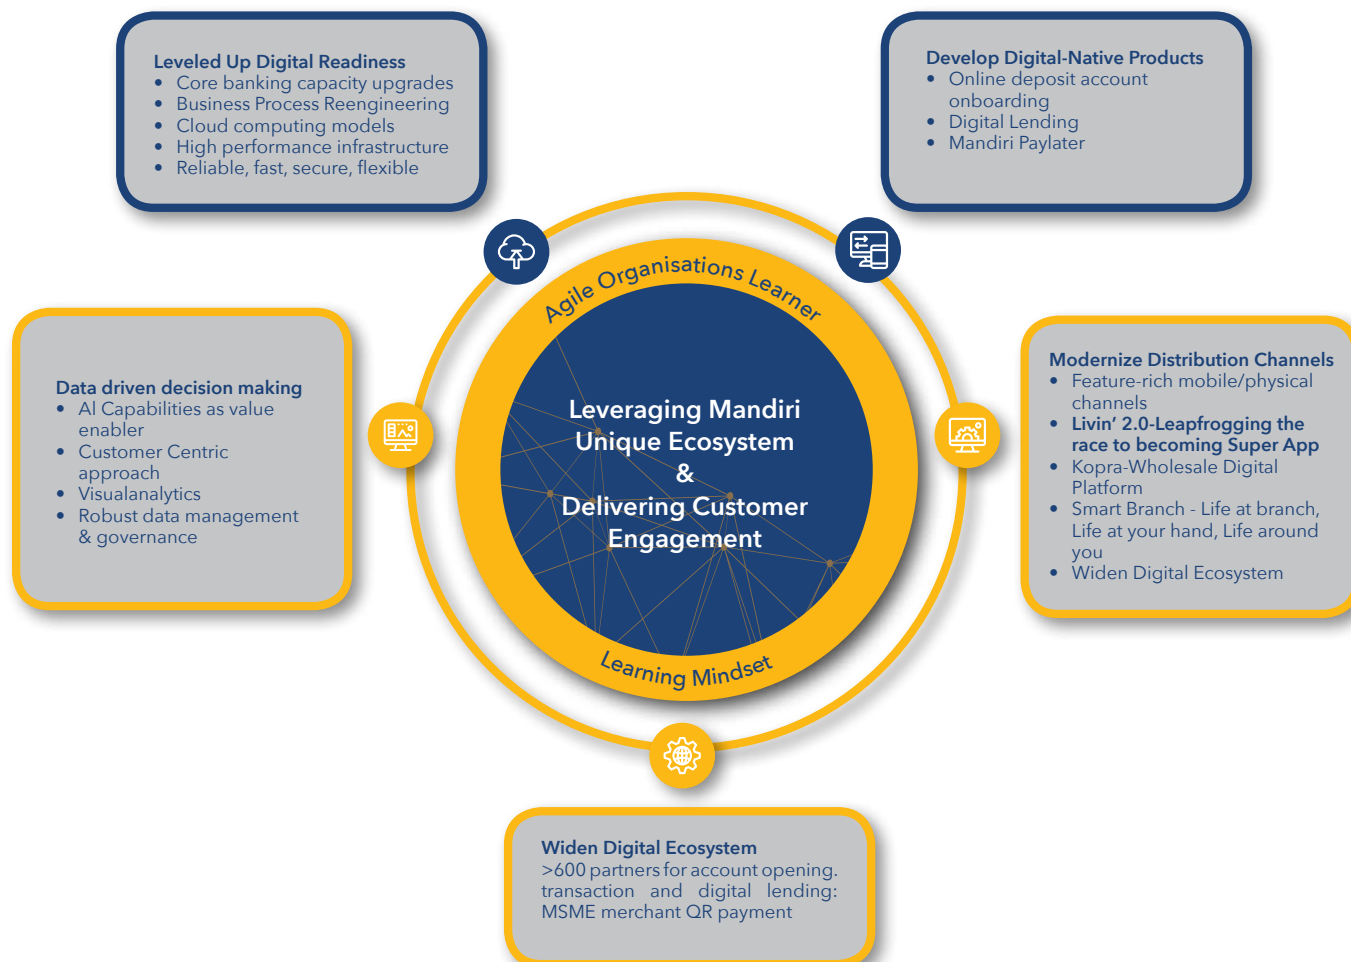 Leveled Up Digital Readiness
• Core banking capacity upgrades
• Business Process Reengineering
• Cloud computing models
• High performance infrastructure
• Reliable, fast, secure, flexible
Develop Digital-Native Products
• Online deposit account
onboarding
• Digital Lending
• Mandiri Paylater
Agile Organisations Learner
Data driven decision making
• Al Capabilities as value
enabler
• Customer Centric
approach
• Visualanalytics
• Robust data management
& governance
Leveraging Mandiri
Unique Ecosystem
&
Delivering Customer
Engagement
Modernize Distribution Channels
• Feature-rich mobile/physical
channels
• Livin’ 2.0-Leapfrogging the
race to becoming Super App
• Kopra-Wholesale Digital
Platform
• Smart Branch - Life at branch,
Life at your hand, Life around
you
• Widen Digital Ecosystem
Learning Mindset
Widen Digital Ecosystem
>600 partners for account opening.
transaction and digital lending:
MSME merchant QR payment